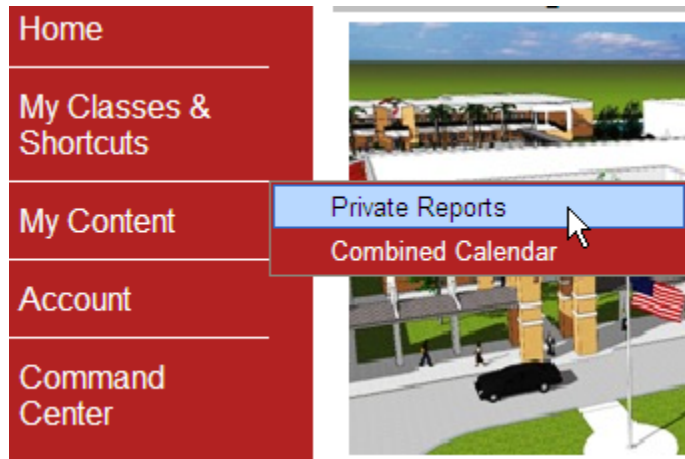 Home
My Classes &
Shortcuts
My Content
Private Reports
Combined Calendar
Account
Command
Center